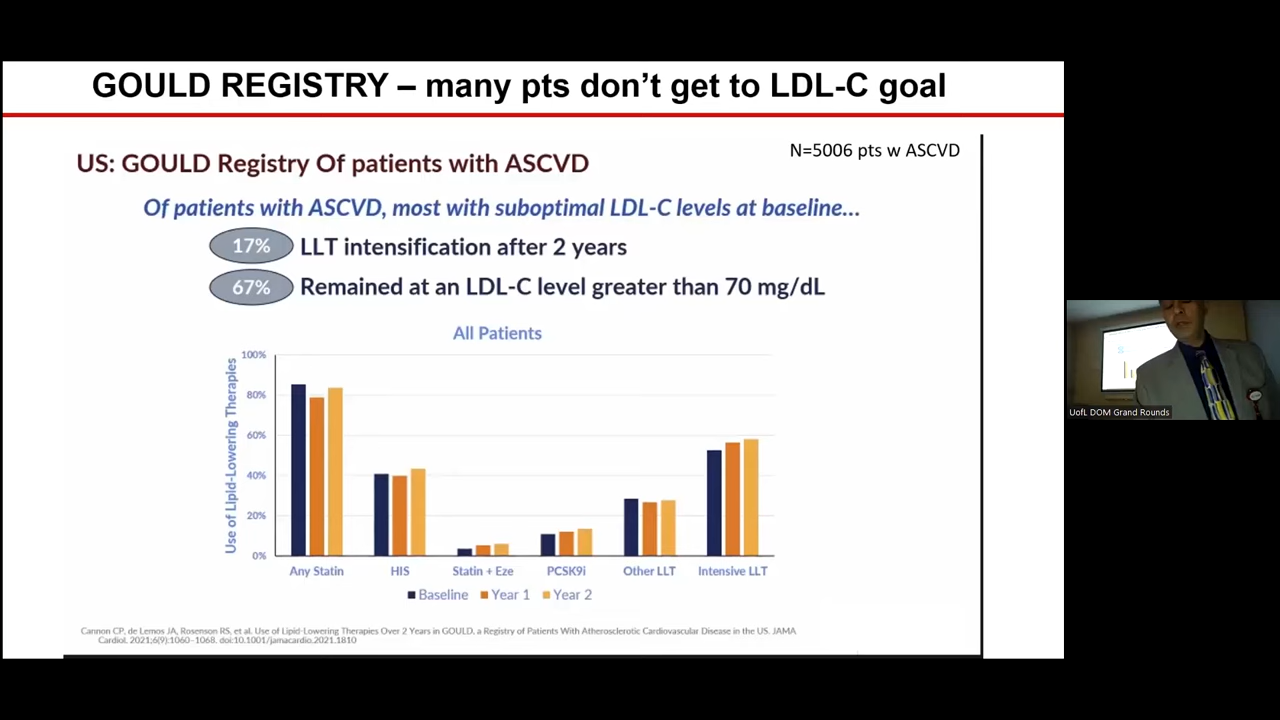 GOULD REGISTRY – many pts don't get to LDL-C goal
US: GOULD Registry Of patients with ASCVD
N=5006 pts w ASCVD
Of patients with ASCVD, most with suboptimal LDL-C levels at baseline...
17% LLT intensification after 2 years
67% Remained at an LDL-C level greater than 70 mg/dL
All Patients
Use of Lipid-Lowering Therapies
100%
80%
60%
40%
20%
0%
Any Statin
HIS
Statin + Eze
PCSK9i
Other LLT
Intensive LLT
Baseline
Year 1
Year 2
Cannon CP, de Lemos JA, Rosenson RS, et al. Use of Lipid-Lowering Therapies Over 2 Years in GOULD, a Registry of Patients With Atherosclerotic Cardiovascular Disease in the US. JAMA
Cardiol. 2021;6(9):1060–1068. doi:10.1001/jamacardio.2021.1810
UofL DOM Grand Rounds